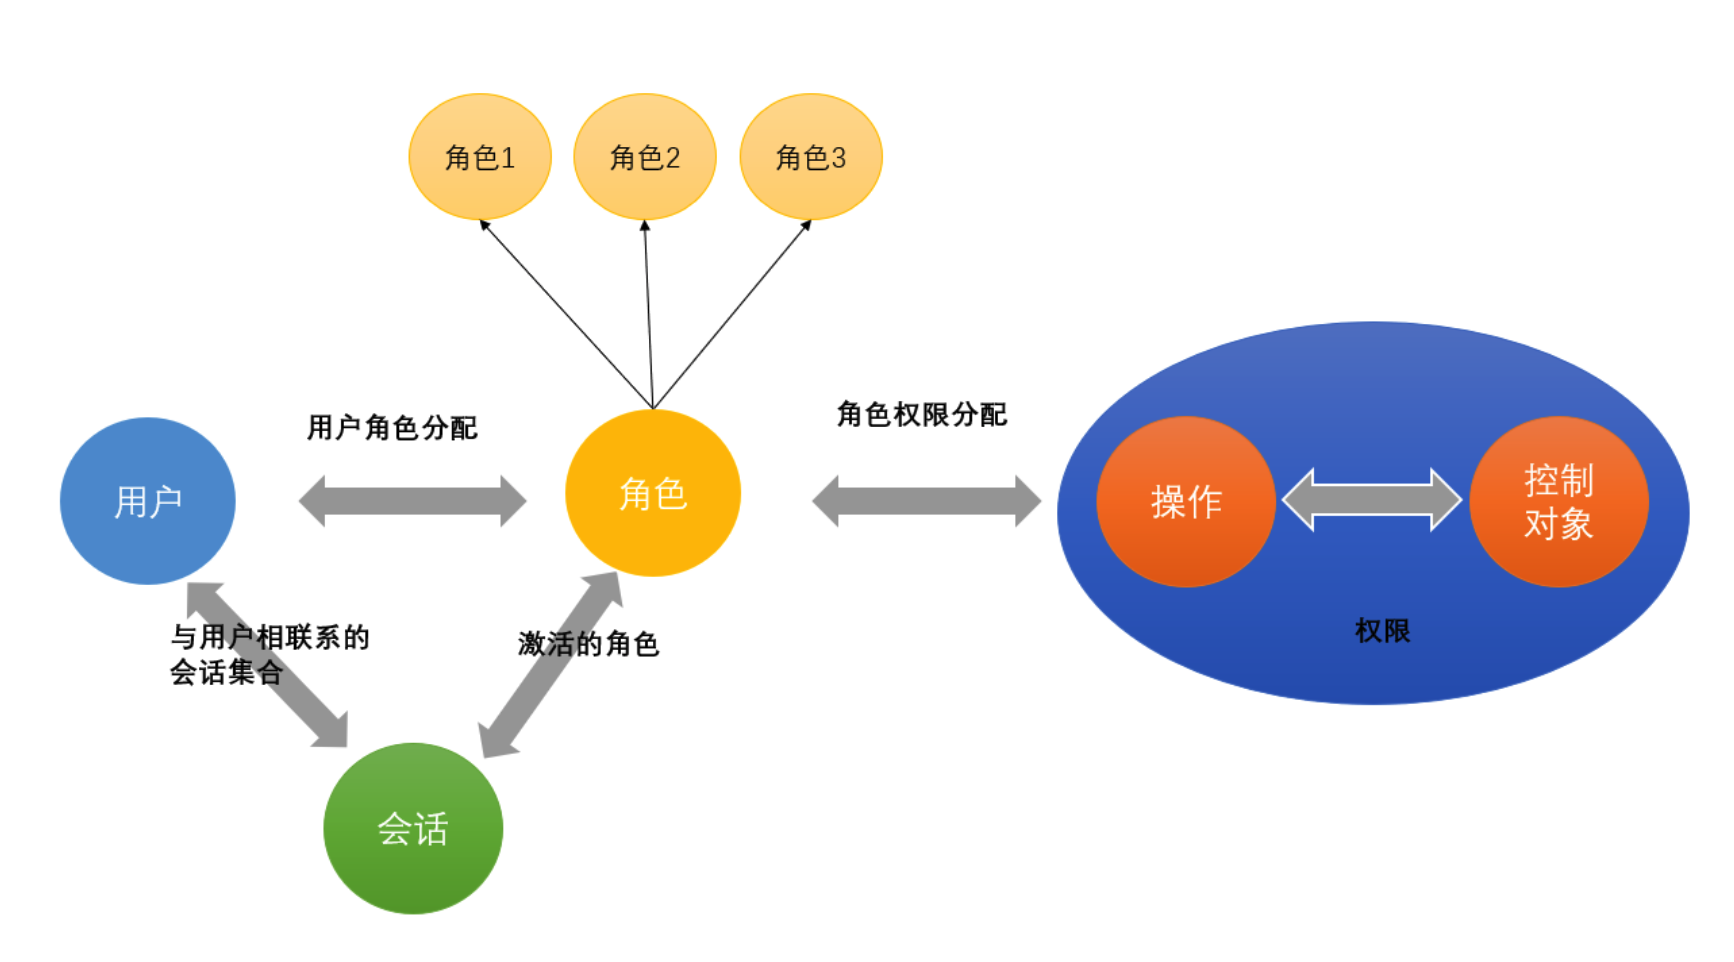 角色1
角色2
角色3
用户角色分配
角色权限分配
用户
角色
操作
控制
对象
与用户相联系的
会话集合
激活的角色
权限
会话